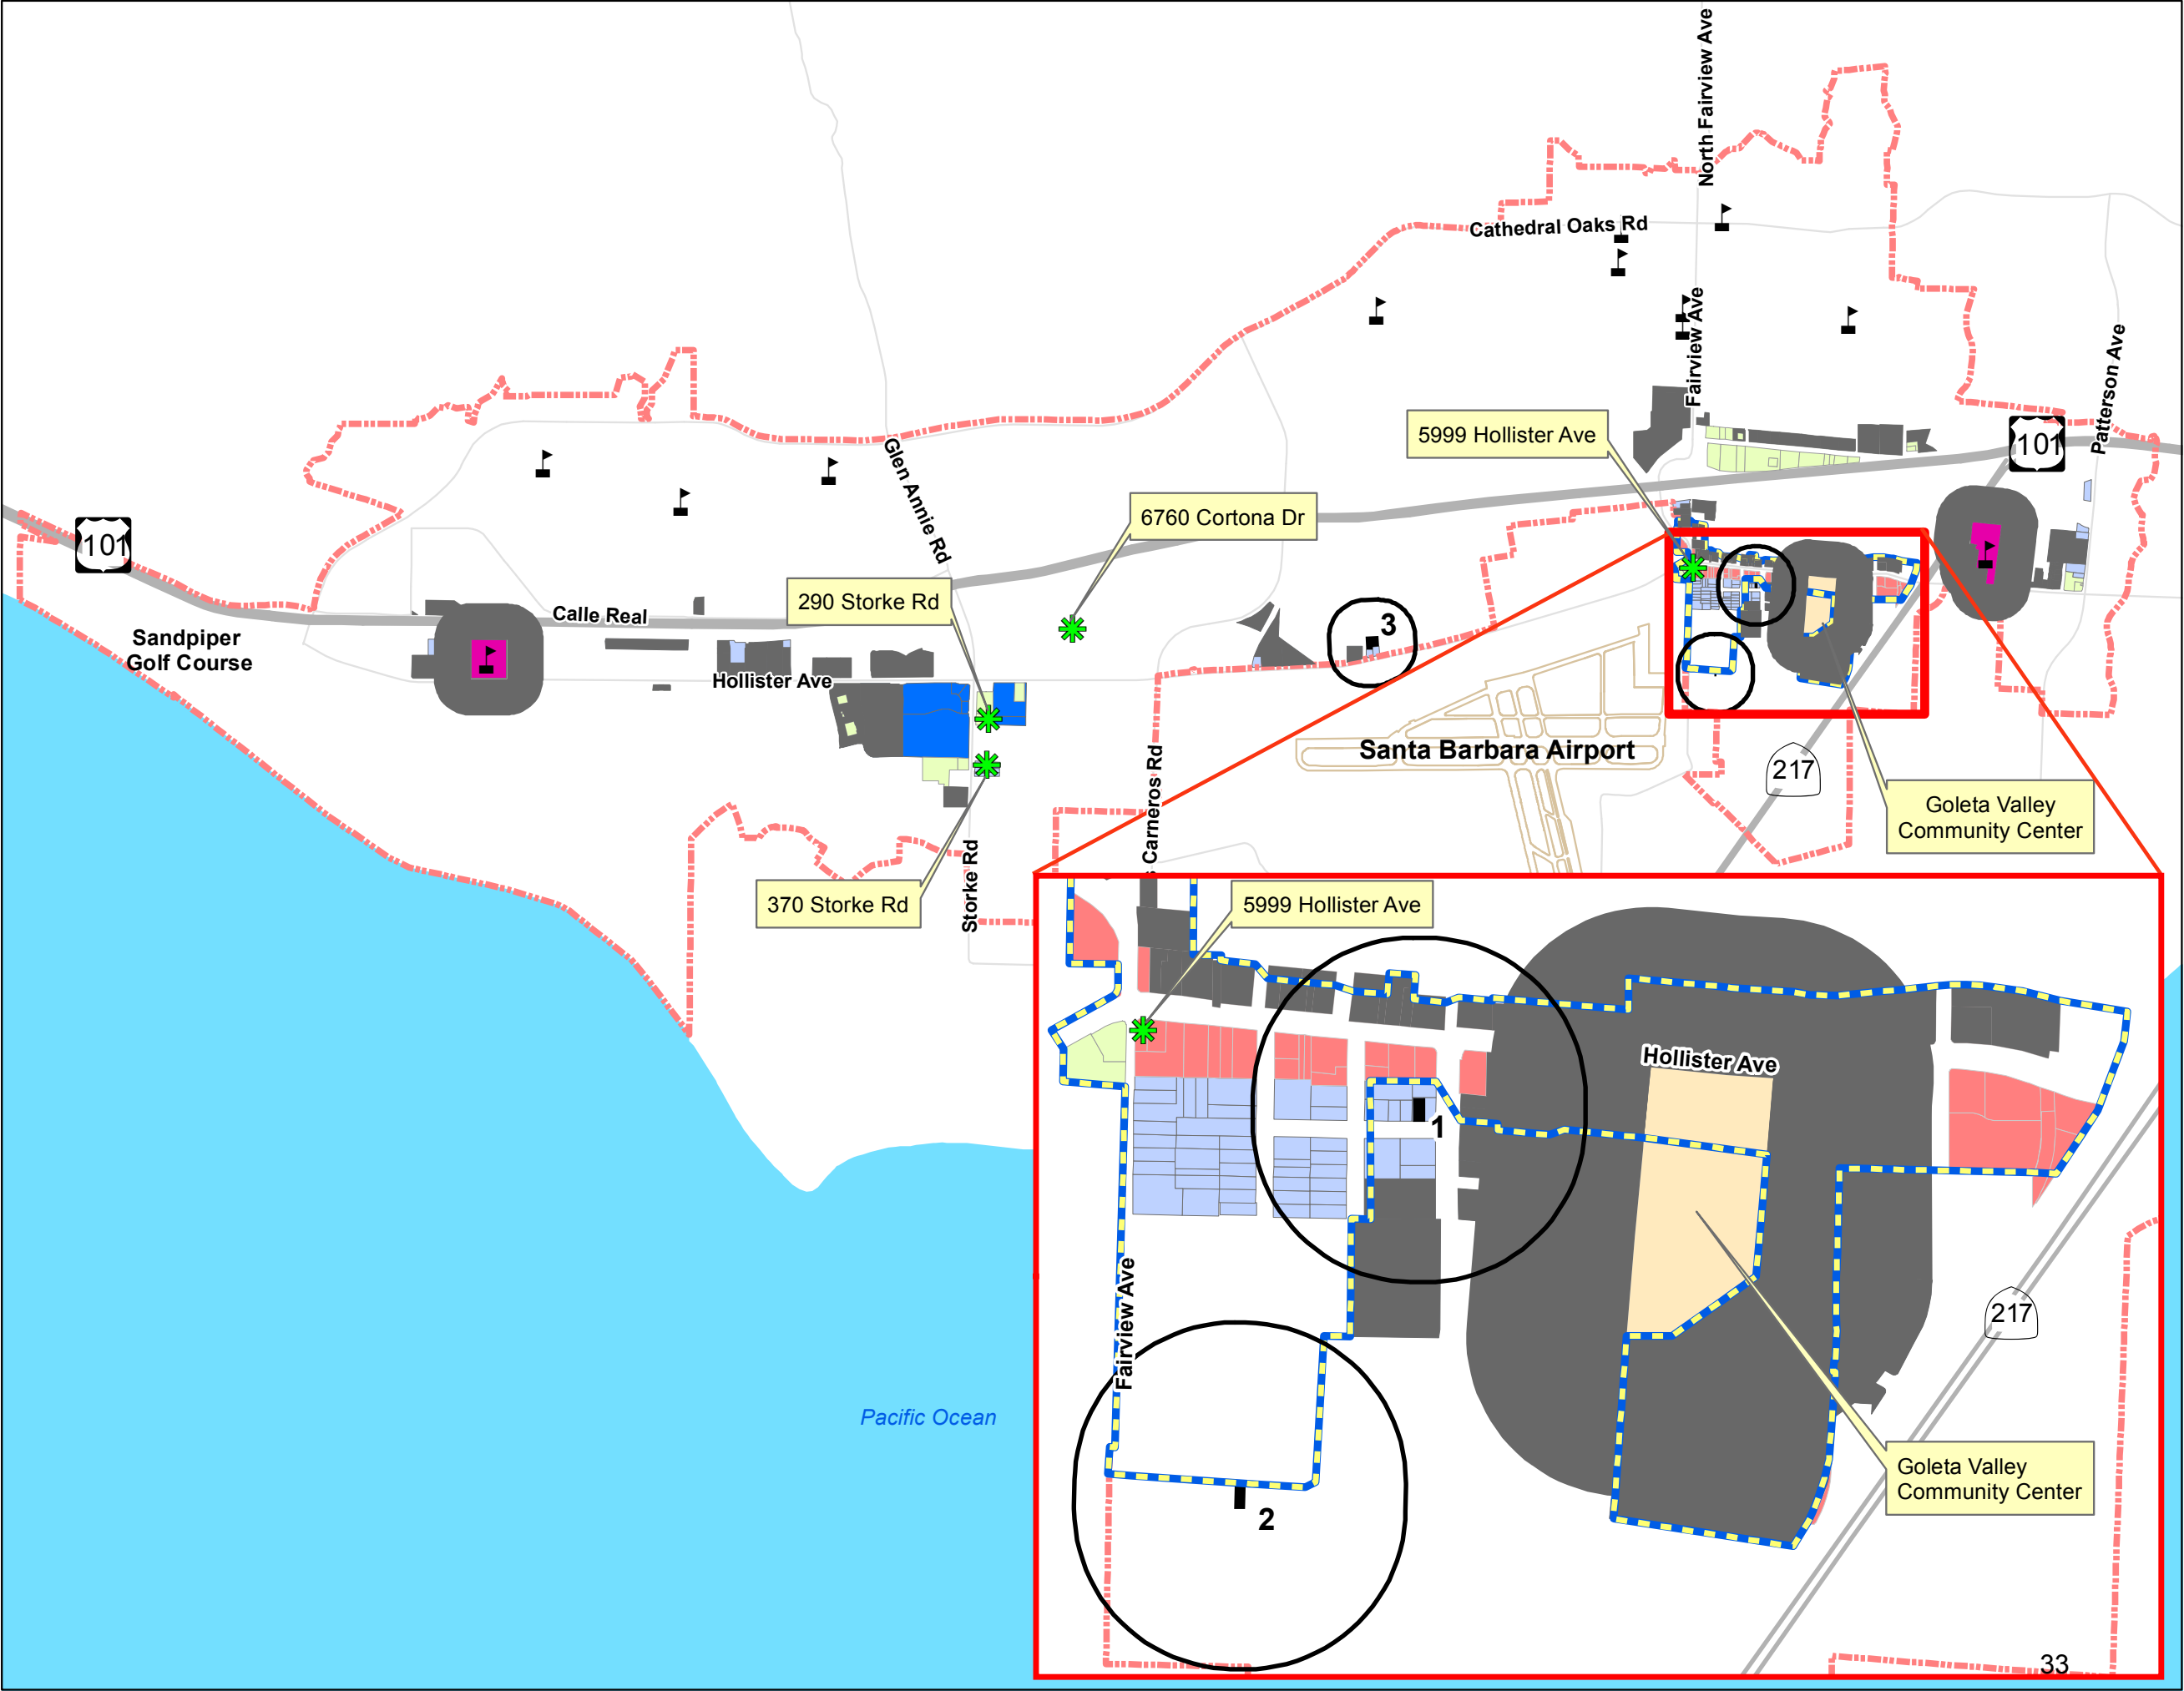 North Fairview Ave
Cathedral Oaks Rd
Fairview Ave
Patterson Ave
5999 Hollister Ave
101
Glen Annie Rd
6760 Cortona Dr
101
290 Storke Rd
Calle Real
Sandpiper
Golf Course
3
Hollister Ave
Santa Barbara Airport
217
Goleta Valley
Community Center
s Carneros Rd
370 Storke Rd
Storke Rd
5999 Hollister Ave
Hollister Ave
1
Fairview Ave
217
Pacific Ocean
Goleta Valley
Community Center
2
33